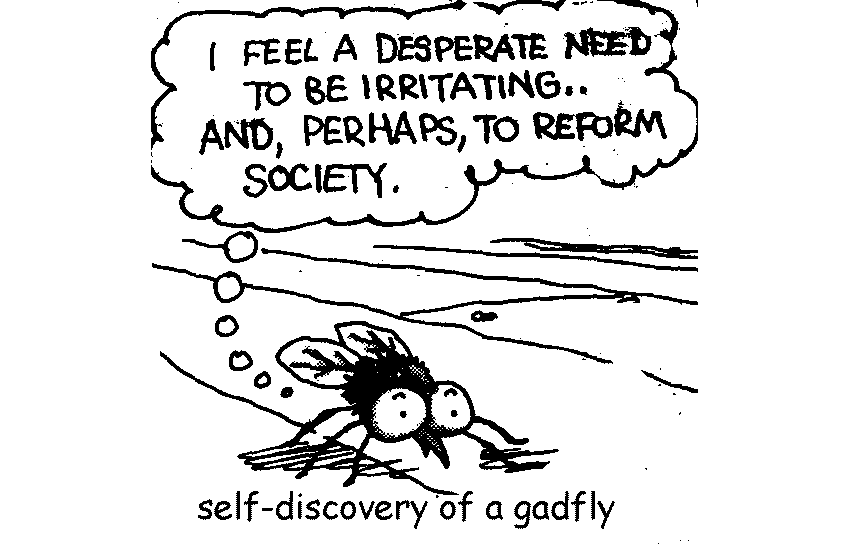 I FEEL A DESPERATE NEED
TO BE IRRITATING..
AND, PERHAPS, TO REFORM
SOCIETY.
self-discovery of a gadfly